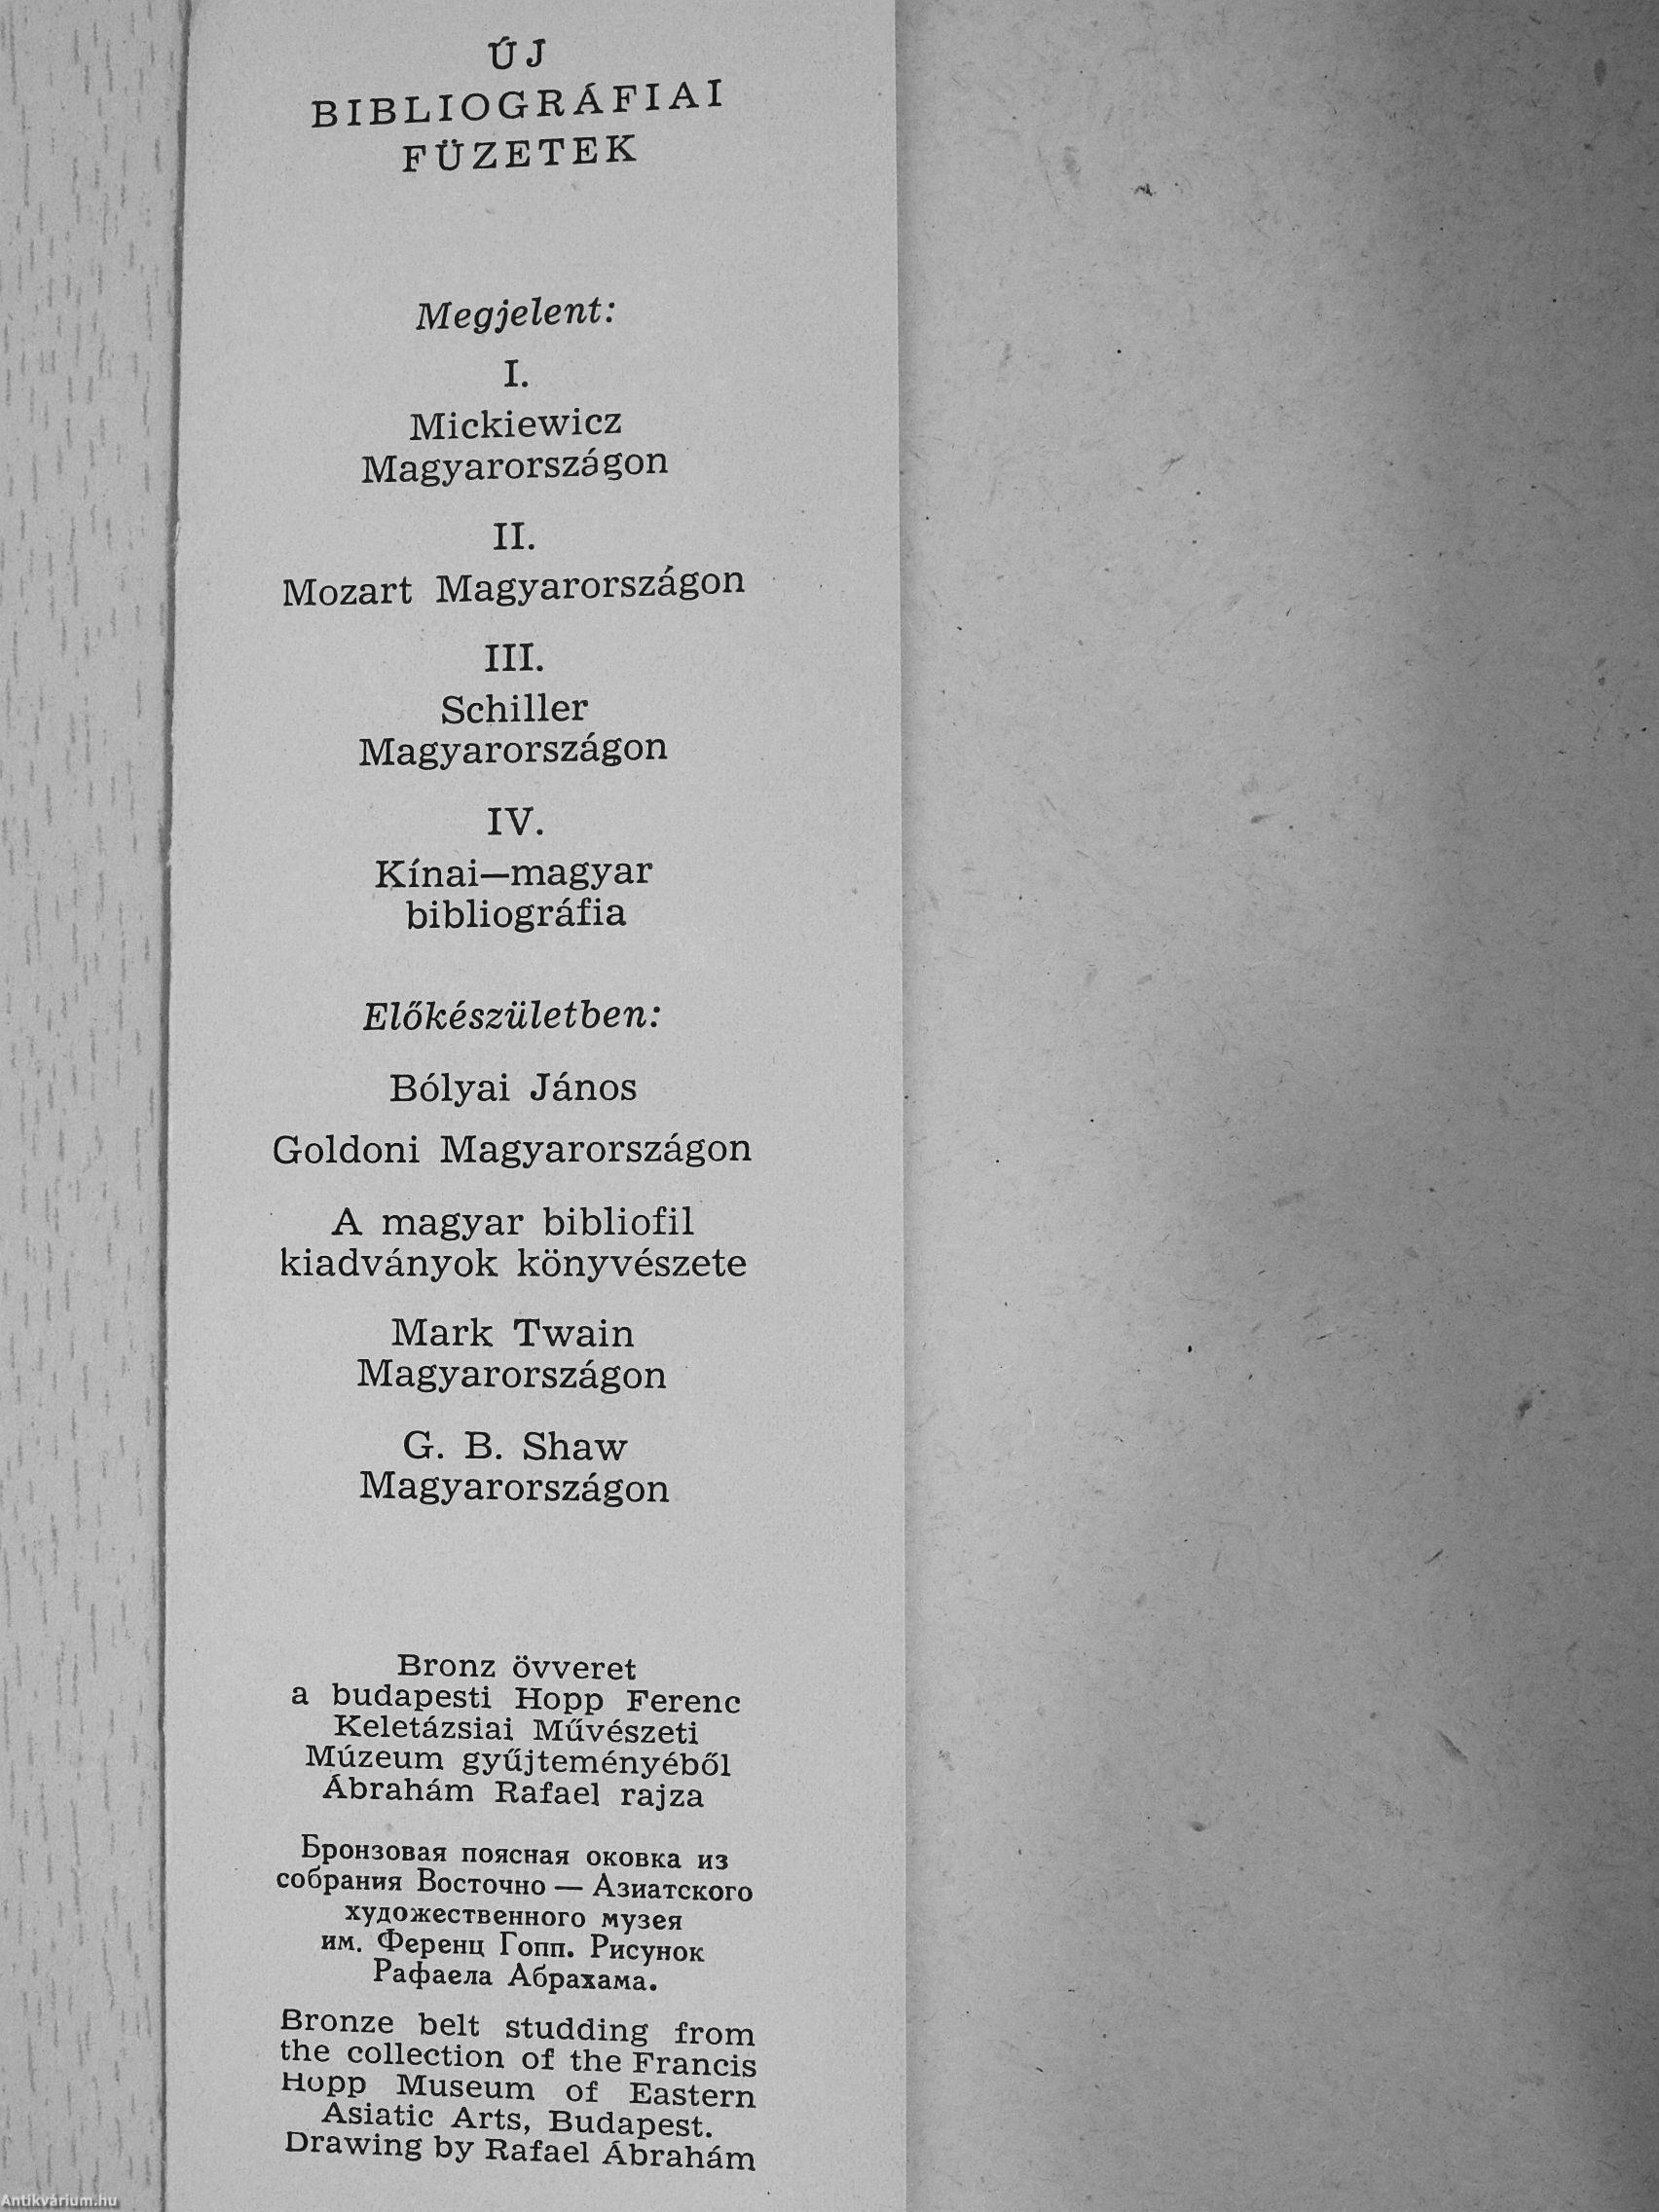 ÚJ
BIBLIOGRÁFIAI
FÜZETEK
Megjelent:
I.
Mickiewicz
Magyarországon
II.
Mozart Magyarországon
III.
Schiller
Magyarországon
IV.
Kínai—magyar
bibliográfia
Előkészületben:
Bólyai János
Goldoni Magyarországon
A magyar bibliofil
kiadványok könyvészete
Mark Twain
Magyarországon
G. B. Shaw
Magyarországon
Bronz övveret
a budapesti Hopp Ferenc
Keletázsiai Művészeti
Múzeum gyűjteményéből
Ábrahám Rafael rajza
Бронзовая поясная оковка из
собрания Восточно — Азиатского
художественного музея
им. Ференц Гопп. Рисунок
Рафаела Абрахама.
Bronze belt studding from
the collection of the Francis
Hopp Museum of Eastern
Asiatic Arts, Budapest.
Drawing by Rafael Ábrahám
Antikvárium.hu